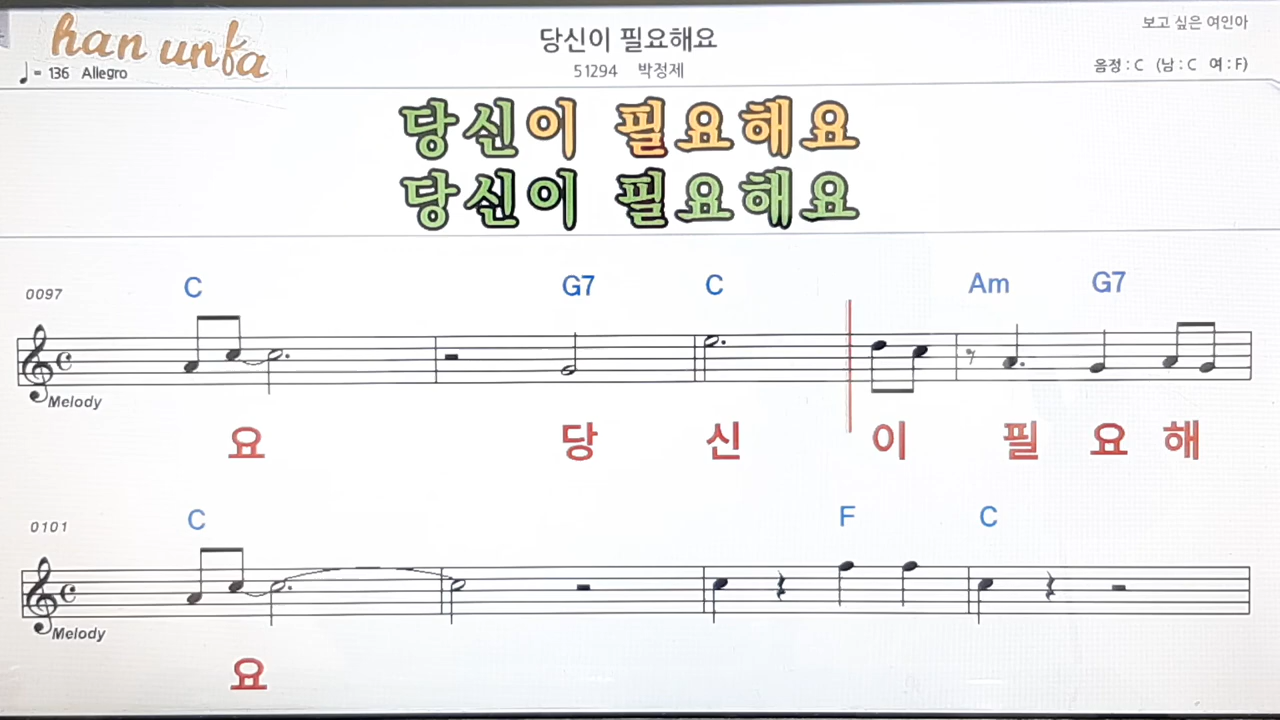 han unfa
당신이 필요해요
보고 싶은 여인아
♩= 136 Allegro
51294 박정제
음정 : C (남 : C 여 : F)
당신이 필요해요
당신이 필요해요
0097
C G7 C Am G7
Melody
요 당 신 이 필 요 해
0101
C F C
Melody
요